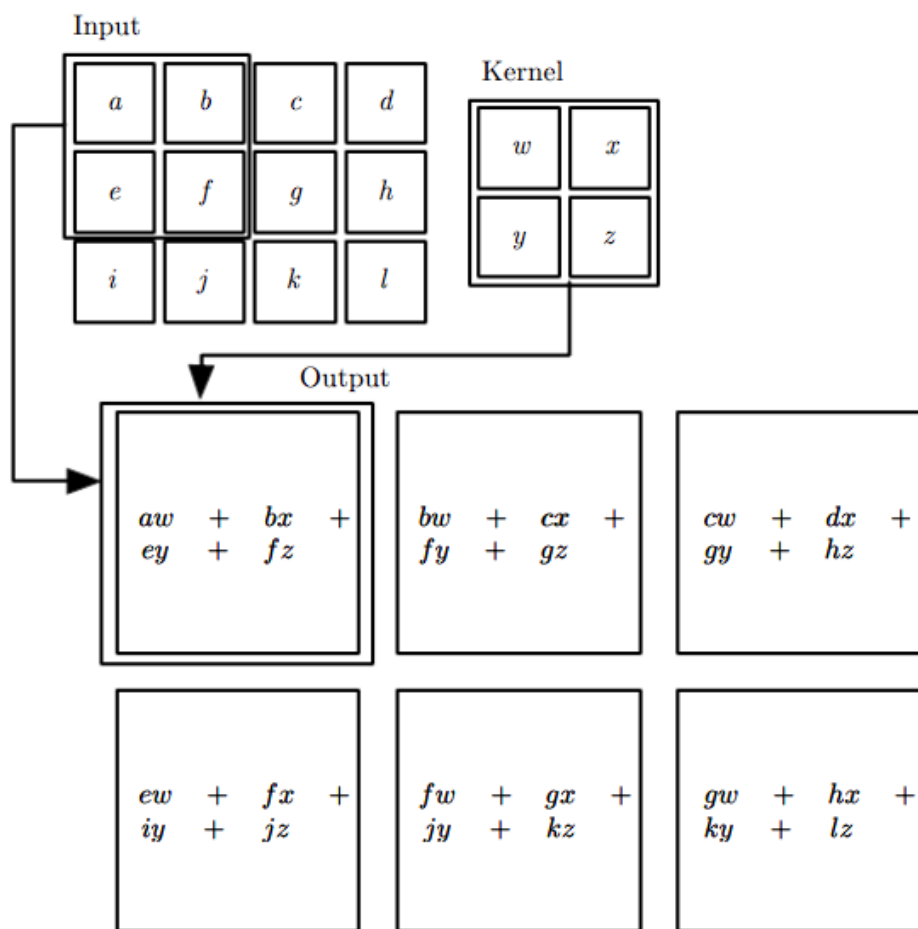 Input
a b c d
e f g h
i j k l
Kernel
w x
y z
Output
aw + bx +
ey + fz
bw + cx +
fy + gz
cw + dx +
gy + hz
ew + fx +
iy + jz
fw + gx +
jy + kz
gw + hx +
ky + lz